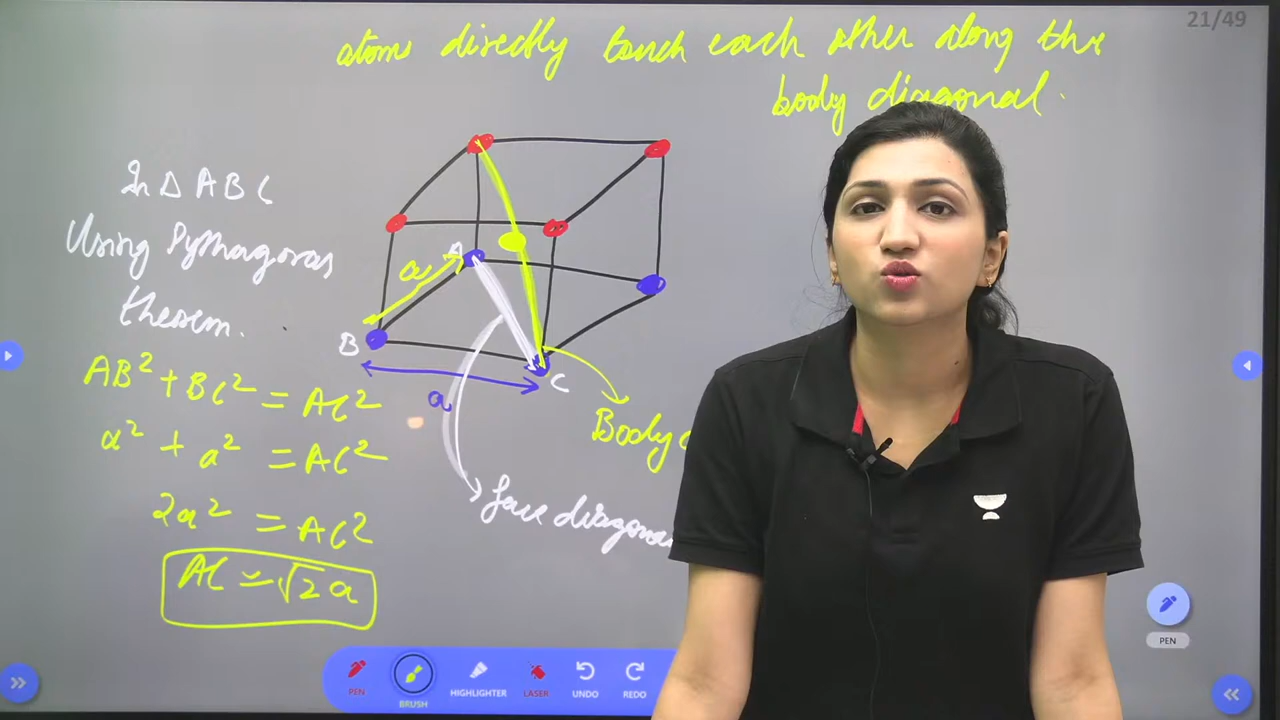 21/49
atom directly touch each other along the
body diagonal.
In Δ ABC
Using Pythagoras
theorem.
AB² + BC² = AC²
a² + a² = AC²
2a² = AC²
AC = √2 a
A
a
B
C
a
Body
face diagonal
PEN
BRUSH
HIGHLIGHTER
LASER
UNDO
REDO
PEN